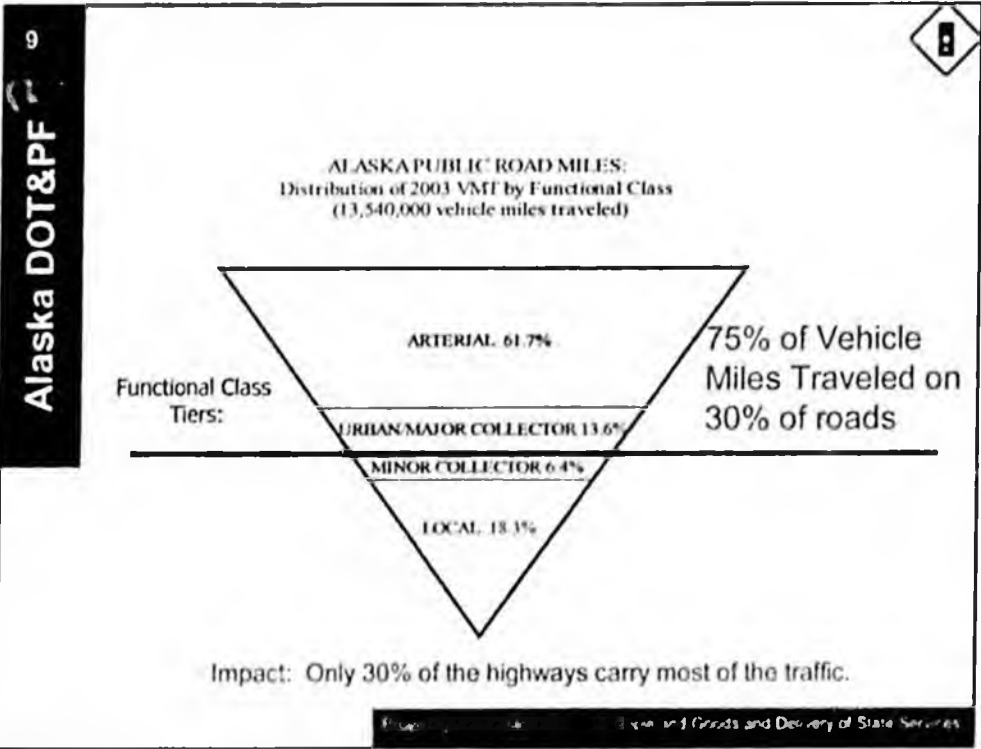 9
Alaska DOT&PF
ALASKA PUBLIC ROAD MILES:
Distribution of 2003 VMT by Functional Class
(13,540,000 vehicle miles traveled)
ARTERIAL 61.7%
75% of Vehicle
Miles Traveled on
30% of roads
Functional Class
Tiers:
URBAN/MAJOR COLLECTOR 13.6%
MINOR COLLECTOR 6.4%
LOCAL 18.3%
Impact: Only 30% of the highways carry most of the traffic.
and Goods and Delivery of State Services